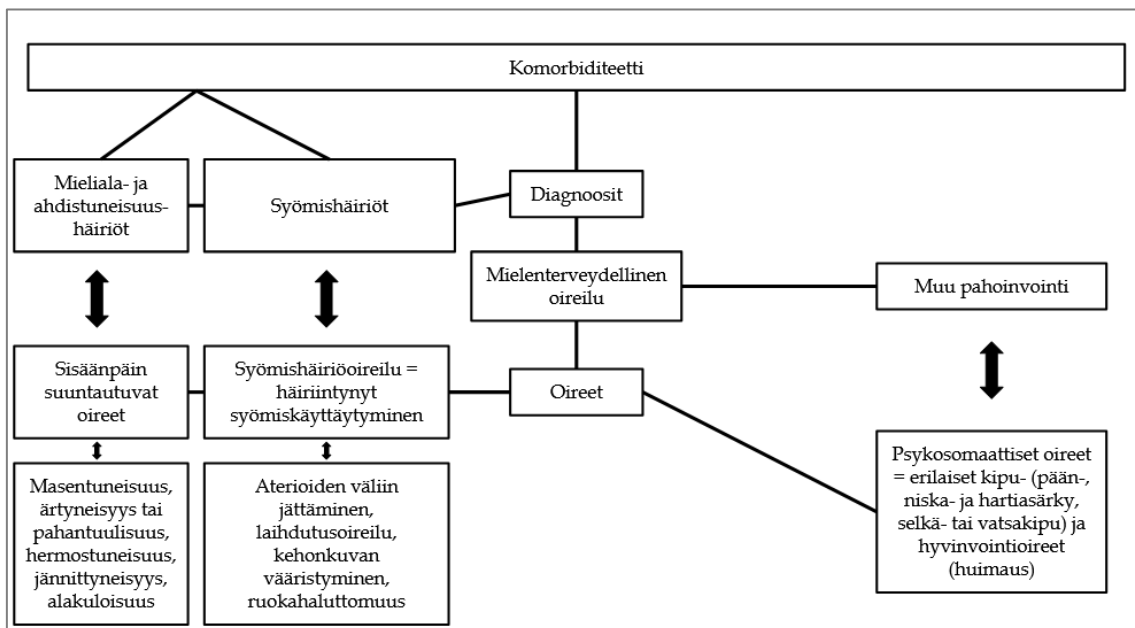 Komorbiditeetti
Mieliala- ja
ahdistuneisuus-
häiriöt
Syömishäiriöt
Diagnoosit
Mielenterveydellinen
oireilu
Muu pahoinvointi
Sisäänpäin
suuntautuvat
oireet
Syömishäiriöoireilu =
häiriintynyt
syömiskäyttäytyminen
Oireet
Masentuneisuus,
ärtyneisyys tai
pahantuulisuus,
hermostuneisuus,
jännittyneisyys,
alakuloisuus
Aterioiden väliin
jättäminen,
laihdutusoireilu,
kehonkuvan
vääristyminen,
ruokahaluttomuus
Psykosomaattiset oireet
= erilaiset kipu- (pään-,
niska- ja hartiasärky,
selkä- tai vatsakipu) ja
hyvinvointioireet
(huimaus)